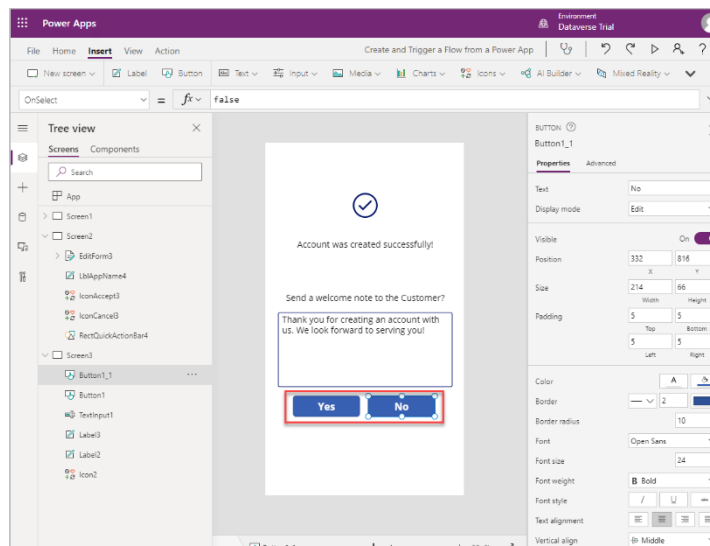 Power Apps
Environment
Dataverse Trial
File Home Insert View Action
Create and Trigger a Flow from a Power App
New screen Label Button Text Input Media Charts Icons AI Builder Mixed Reality
OnSelect = fx false
Tree view
Screens Components
Search
App
Screen1
Screen2
EditForm3
LblAppName4
IconAccept3
IconCancel3
RectQuickActionBar4
Screen3
Button1_1 ...
Button1
TextInput1
Label3
Label2
Icon2
Account was created successfully!
Send a welcome note to the Customer?
Thank you for creating an account with
us. We look forward to serving you!
Yes No
BUTTON
Button1_1
Properties Advanced
Text No
Display mode Edit
Visible On
Position 332 816
X Y
Size 214 66
Width Height
Padding 5 5
Top Bottom
5 5
Left Right
Color A
Border 2
Border radius 10
Font Open Sans
Font size 24
Font weight B Bold
Font style / U
Text alignment
Vertical align Middle